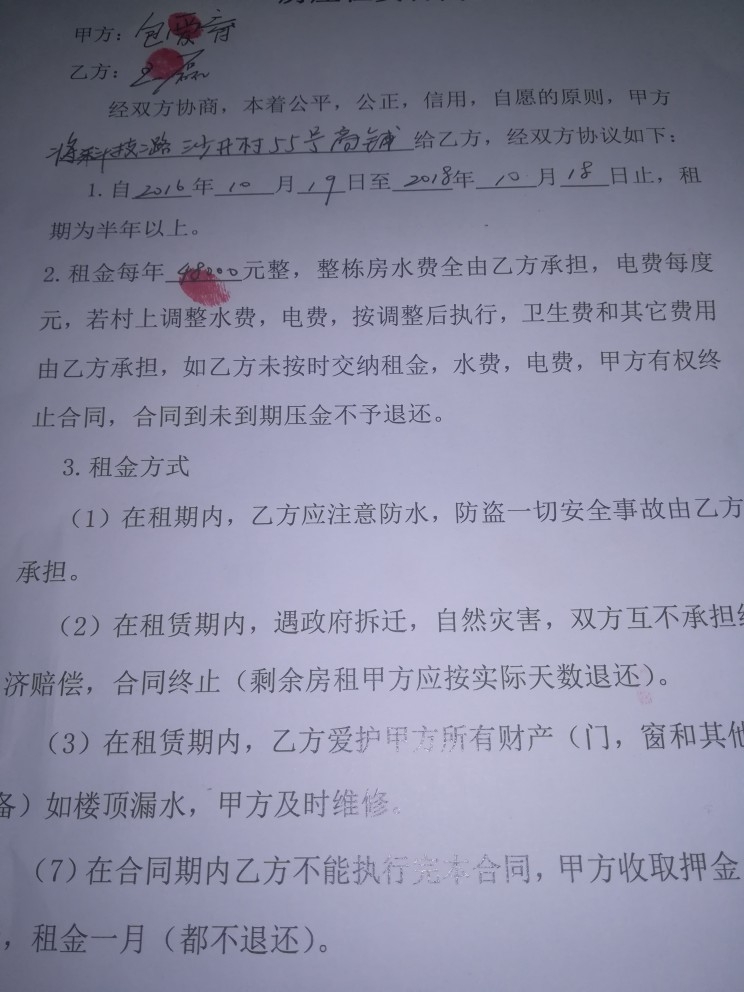 甲方：包爱
乙方：王磊
经双方协商，本着公平，公正，信用，自愿的原则，甲方
将科技路沙井村55号商铺给乙方，经双方协议如下：
1.自2016年10月19日至2018年10月18日止，租
期为半年以上。
2.租金每年48000元整，整栋房水费全由乙方承担，电费每度
元，若村上调整水费，电费，按调整后执行，卫生费和其它费用
由乙方承担，如乙方未按时交纳租金，水费，电费，甲方有权终
止合同，合同到未到期压金不予退还。
3.租金方式
（1）在租期内，乙方应注意防水，防盗一切安全事故由乙方
承担。
（2）在租赁期内，遇政府拆迁，自然灾害，双方互不承担经
济赔偿，合同终止（剩余房租甲方应按实际天数退还）。
（3）在租赁期内，乙方爱护甲方所有财产（门，窗和其他
备）如楼顶漏水，甲方及时维修。
（7）在合同期内乙方不能执行完本合同，甲方收取押金
，租金一月（都不退还）。